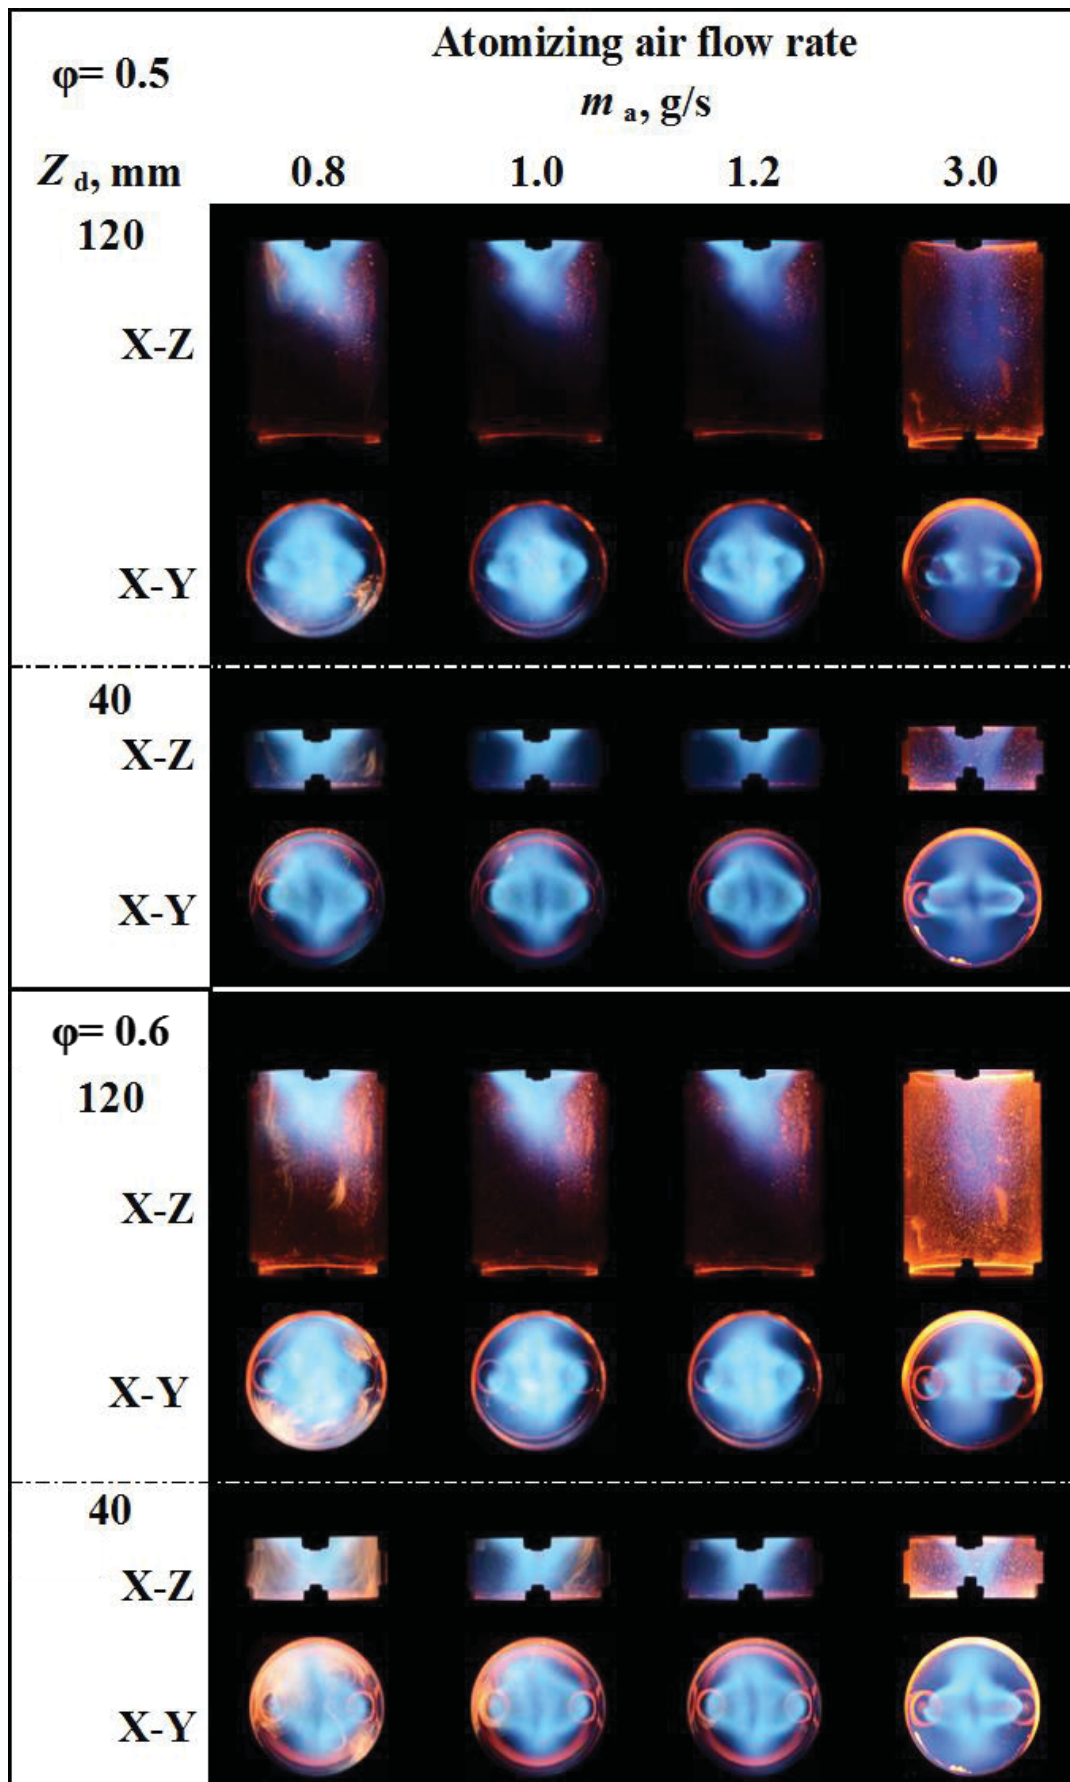 Atomizing air flow rate
φ= 0.5
m a, g/s
Z d, mm 0.8 1.0 1.2 3.0
120
X-Z
X-Y
40
X-Z
X-Y
φ= 0.6
120
X-Z
X-Y
40
X-Z
X-Y